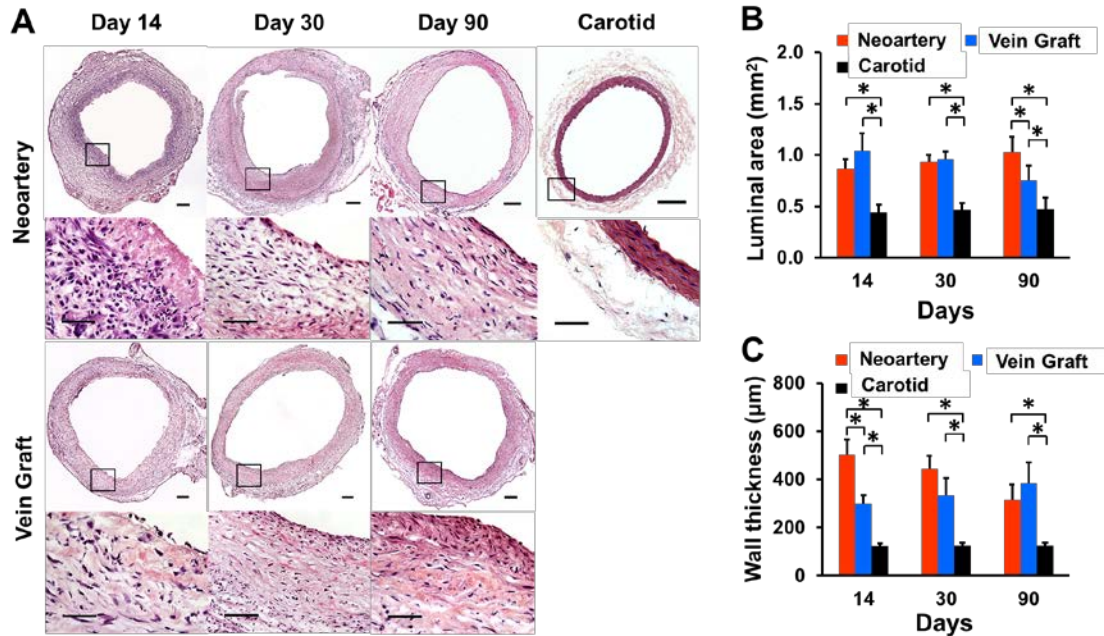 A
Day 14
Day 30
Day 90
Carotid
Neoartery
Vein Graft
B
Neoartery
Vein Graft
Carotid
Luminal area (mm²)
2.0
1.5
1.0
0.5
0.0
* * * * * * *
14
30
90
Days
C
Neoartery
Vein Graft
Carotid
Wall thickness (μm)
800
600
400
200
0
* * * * * * *
14
30
90
Days